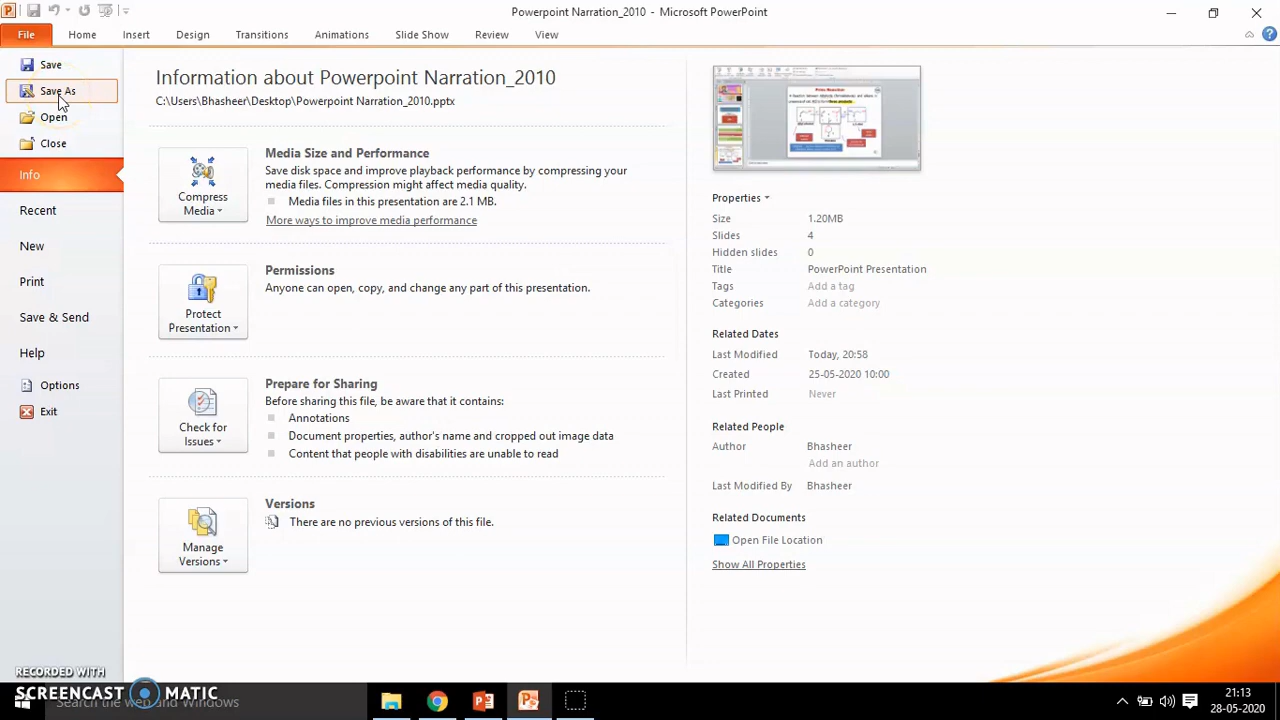 Powerpoint Narration_2010 - Microsoft PowerPoint
File Home Insert Design Transitions Animations Slide Show Review View
Save
Save As
Open
Close
Info
Recent
New
Print
Save & Send
Help
Options
Exit
Information about Powerpoint Narration_2010
C:\Users\Bhasheer\Desktop\Powerpoint Narration_2010.pptx
Compress
Media
Media Size and Performance
Save disk space and improve playback performance by compressing your
media files. Compression might affect media quality.
Media files in this presentation are 2.1 MB.
More ways to improve media performance
Protect
Presentation
Permissions
Anyone can open, copy, and change any part of this presentation.
Check for
Issues
Prepare for Sharing
Before sharing this file, be aware that it contains:
Annotations
Document properties, author's name and cropped out image data
Content that people with disabilities are unable to read
Manage
Versions
Versions
There are no previous versions of this file.
Properties
Size 1.20MB
Slides 4
Hidden slides 0
Title PowerPoint Presentation
Tags Add a tag
Categories Add a category
Related Dates
Last Modified Today, 20:58
Created 25-05-2020 10:00
Last Printed Never
Related People
Author Bhasheer
Add an author
Last Modified By Bhasheer
Related Documents
Open File Location
Show All Properties
RECORDED WITH
SCREENCAST MATIC
Search the web and Windows
21:13
28-05-2020